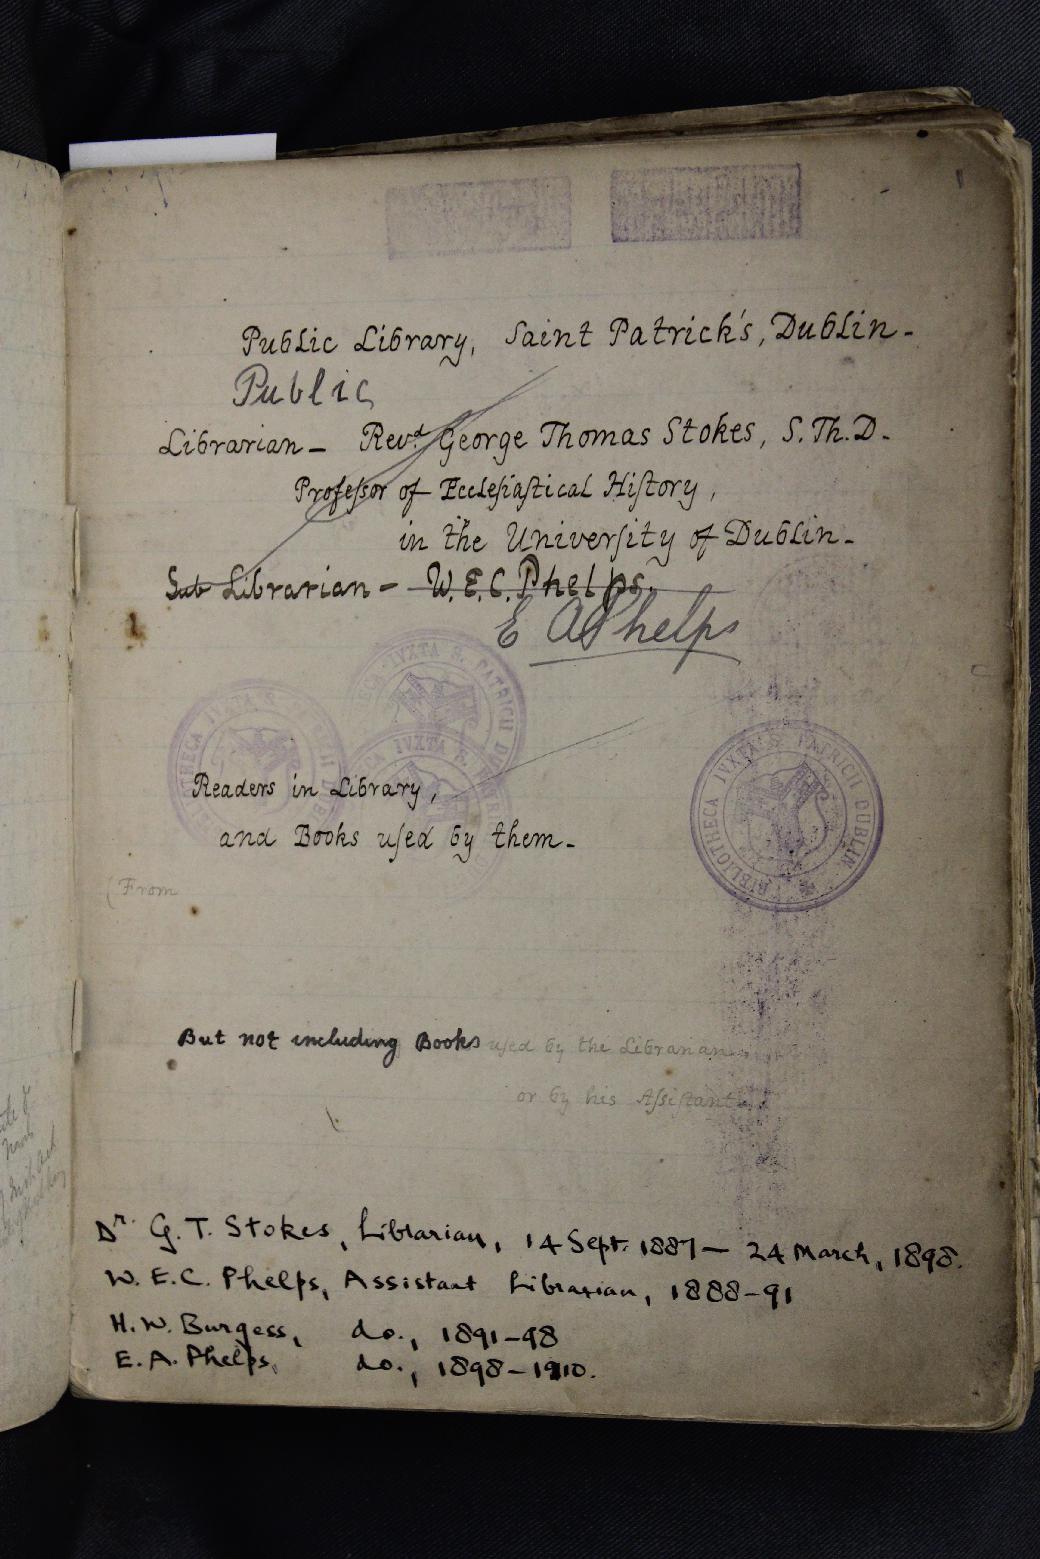 Public Library, Saint Patrick's, Dublin-
Public
Librarian- Revd. George Thomas Stokes, S.Th.D-
Profeſsor of Eccleſiaſtical Hiſtory,
in the Univerſity of Dublin-
Sub Librarian- W.E.C. Phelps.
E A Phelps
BIBLIOTHECA IUXTA S. PATRICII DUBLIN
Readers in Library,
and Books uſed by them-
(From
But not including Books uſed by the Librarian
or by his Aſſiſtant
Dr. G. T. Stokes, Librarian, 14 Sept. 1887- 24 March, 1898.
W. E. C. Phelps, Assistant Librarian, 1888-91
H. W. Burgess, do., 1891-98
E. A. Phelps, do., 1898-1910.